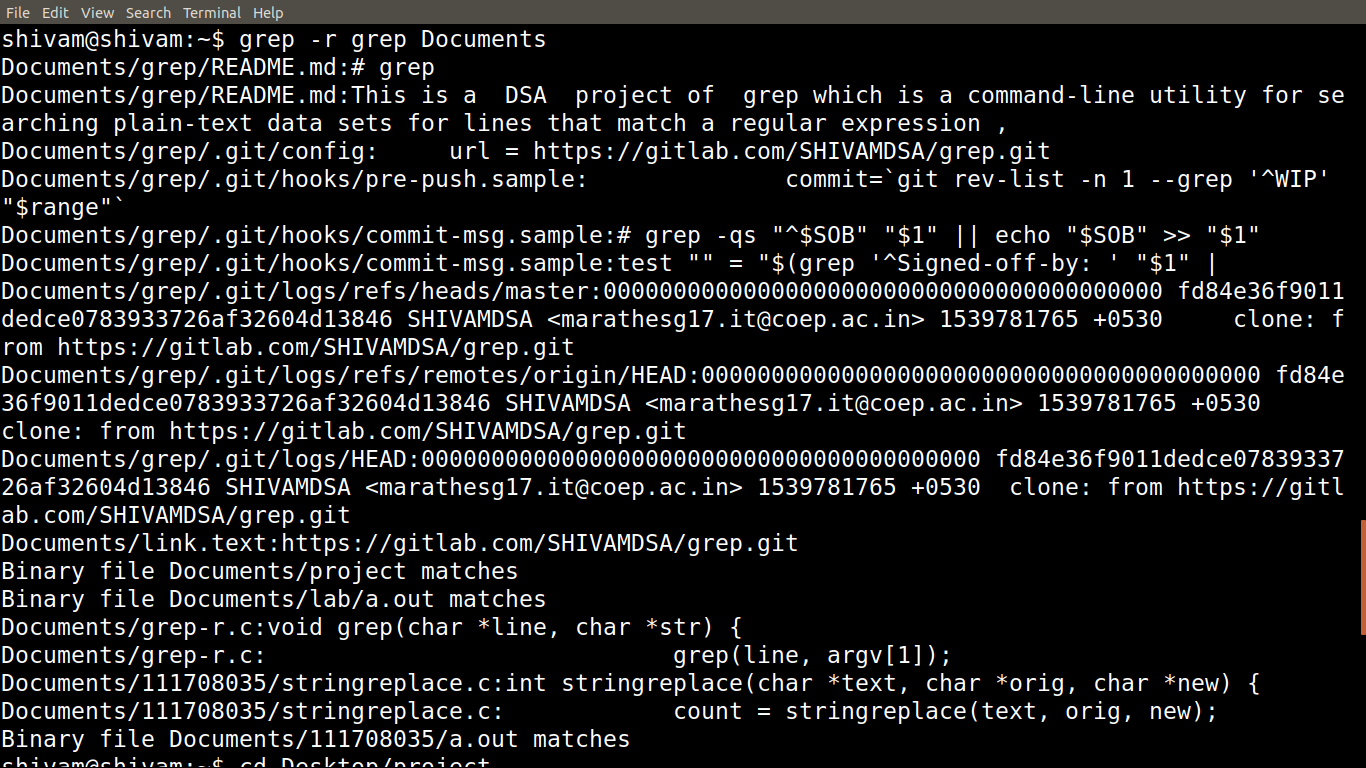 File Edit View Search Terminal Help
shivam@shivam:~$ grep -r grep Documents
Documents/grep/README.md:# grep
Documents/grep/README.md:This is a  DSA  project of  grep which is a command-line utility for se
arching plain-text data sets for lines that match a regular expression ,
Documents/grep/.git/config:     url = https://gitlab.com/SHIVAMDSA/grep.git
Documents/grep/.git/hooks/pre-push.sample:              commit=`git rev-list -n 1 --grep '^WIP'
"$range"`
Documents/grep/.git/hooks/commit-msg.sample:# grep -qs "^$SOB" "$1" || echo "$SOB" >> "$1"
Documents/grep/.git/hooks/commit-msg.sample:test "" = "$(grep '^Signed-off-by: ' "$1" |
Documents/grep/.git/logs/refs/heads/master:0000000000000000000000000000000000000000 fd84e36f9011
dedce0783933726af32604d13846 SHIVAMDSA <marathesg17.it@coep.ac.in> 1539781765 +0530     clone: f
rom https://gitlab.com/SHIVAMDSA/grep.git
Documents/grep/.git/logs/refs/remotes/origin/HEAD:0000000000000000000000000000000000000000 fd84e
36f9011dedce0783933726af32604d13846 SHIVAMDSA <marathesg17.it@coep.ac.in> 1539781765 +0530
clone: from https://gitlab.com/SHIVAMDSA/grep.git
Documents/grep/.git/logs/HEAD:0000000000000000000000000000000000000000 fd84e36f9011dedce07839337
26af32604d13846 SHIVAMDSA <marathesg17.it@coep.ac.in> 1539781765 +0530  clone: from https://gitl
ab.com/SHIVAMDSA/grep.git
Documents/link.text:https://gitlab.com/SHIVAMDSA/grep.git
Binary file Documents/project matches
Binary file Documents/lab/a.out matches
Documents/grep-r.c:void grep(char *line, char *str) {
Documents/grep-r.c:                             grep(line, argv[1]);
Documents/111708035/stringreplace.c:int stringreplace(char *text, char *orig, char *new) {
Documents/111708035/stringreplace.c:            count = stringreplace(text, orig, new);
Binary file Documents/111708035/a.out matches
shivam@shivam:~$ cd Desktop/project